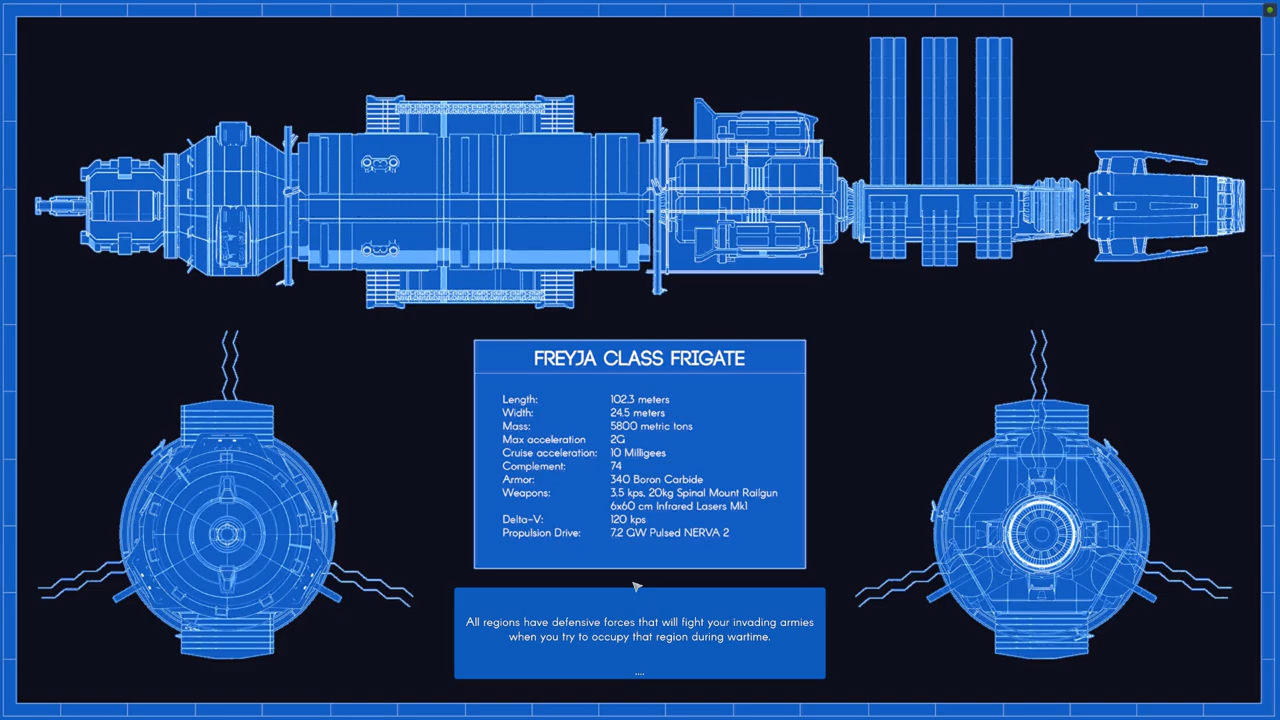 FREYJA CLASS FRIGATE
Length: 102.3 meters
Width: 24.5 meters
Mass: 5800 metric tons
Max acceleration 2G
Cruise acceleration: 10 Milligees
Complement: 74
Armor: 340 Boron Carbide
Weapons: 3.5 kps, 20kg Spinal Mount Railgun
6x60 cm Infrared Lasers Mk1
Delta-V: 120 kps
Propulsion Drive: 7.2 GW Pulsed NERVA 2
All regions have defensive forces that will fight your invading armies
when you try to occupy that region during wartime.
....